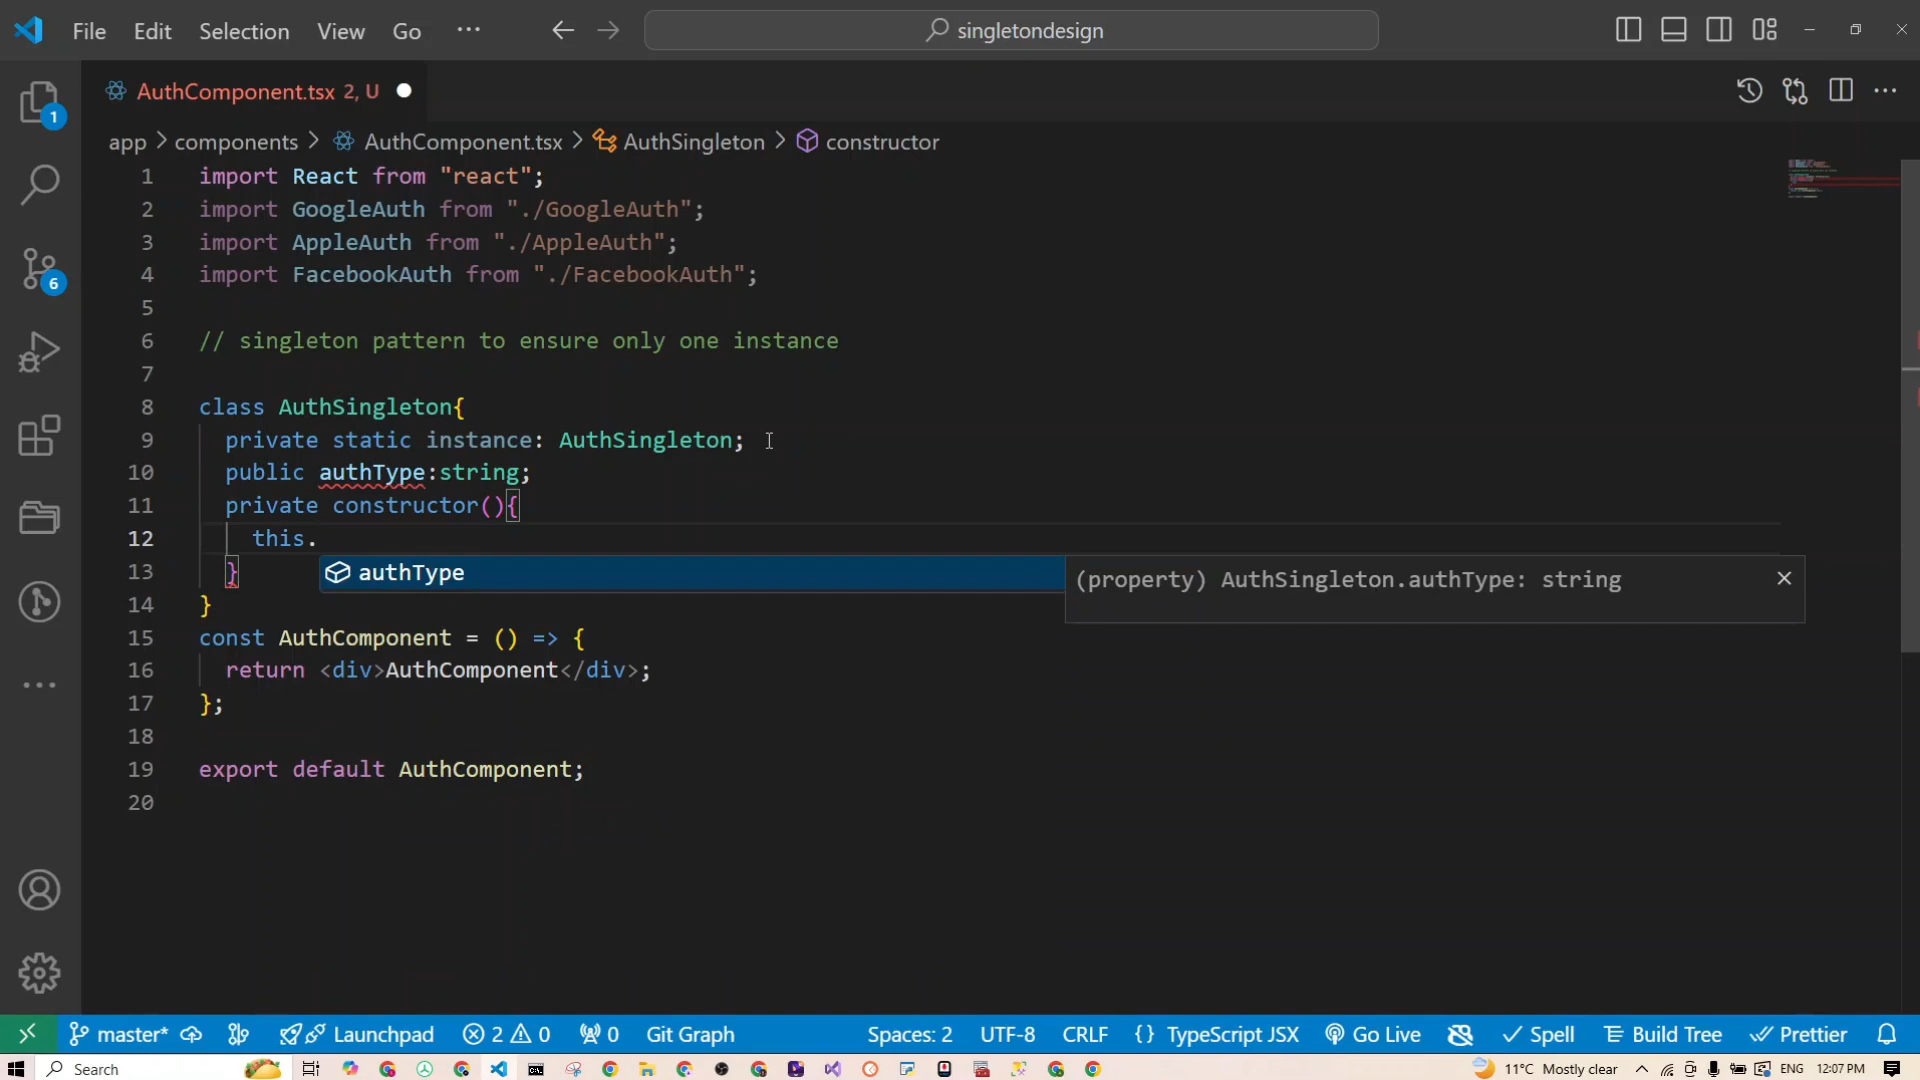 File Edit Selection View Go ··· singletondesign
AuthComponent.tsx 2, U
app > components > AuthComponent.tsx > AuthSingleton > constructor
1 import React from "react";
2 import GoogleAuth from "./GoogleAuth";
3 import AppleAuth from "./AppleAuth";
4 import FacebookAuth from "./FacebookAuth";
5
6 // singleton pattern to ensure only one instance
7
8 class AuthSingleton{
9 private static instance: AuthSingleton;
10 public authType:string;
11 private constructor(){
12 this.
authType (property) AuthSingleton.authType: string
13 }
14 }
15 const AuthComponent = () => {
16 return <div>AuthComponent</div>;
17 };
18
19 export default AuthComponent;
20
1
6
master* Launchpad 2 0 0 Git Graph Spaces: 2 UTF-8 CRLF {} TypeScript JSX Go Live Spell Build Tree Prettier
Search 11°C Mostly clear ENG 12:07 PM